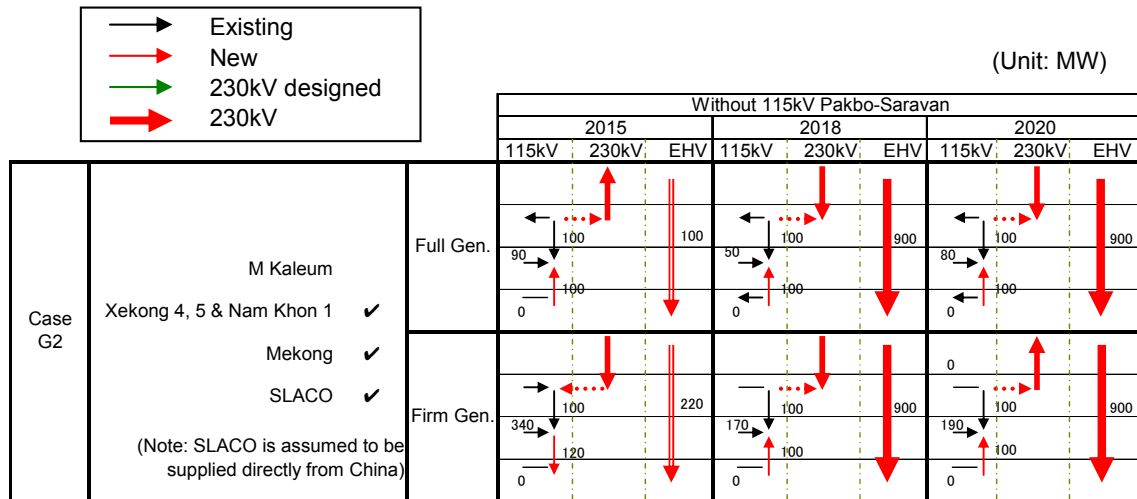 Existing
New
230kV designed
230kV
(Unit: MW)
Without 115kV Pakbo-Saravan
2015 2018 2020
115kV 230kV EHV 115kV 230kV EHV 115kV 230kV EHV
Case
G2
M Kaleum
Xekong 4, 5 & Nam Khon 1 ✔
Mekong ✔
SLACO ✔
(Note: SLACO is assumed to be
supplied directly from China)
Full Gen.
100 100 100 900 100 900
90 50 80
100 100 100
0 0 0
Firm Gen.
0
100 220 100 900 100 900
340 170 190
120 100 100
0 0 0